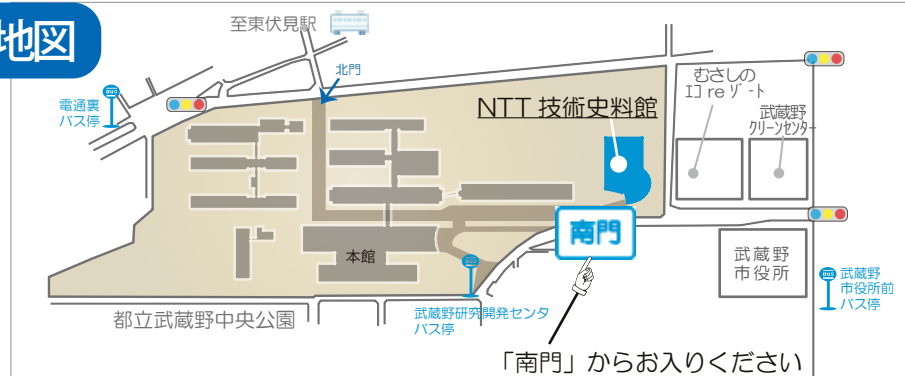 地図
至東伏見駅
北門
電通裏
バス停
NTT 技術史料館
むさしの
エコ re ゾート
武蔵野
クリーンセンター
南門
本館
武蔵野
市役所
武蔵野
市役所前
バス停
武蔵野研究開発センタ
バス停
都立武蔵野中央公園
「南門」からお入りください
BUS
BUS
BUS